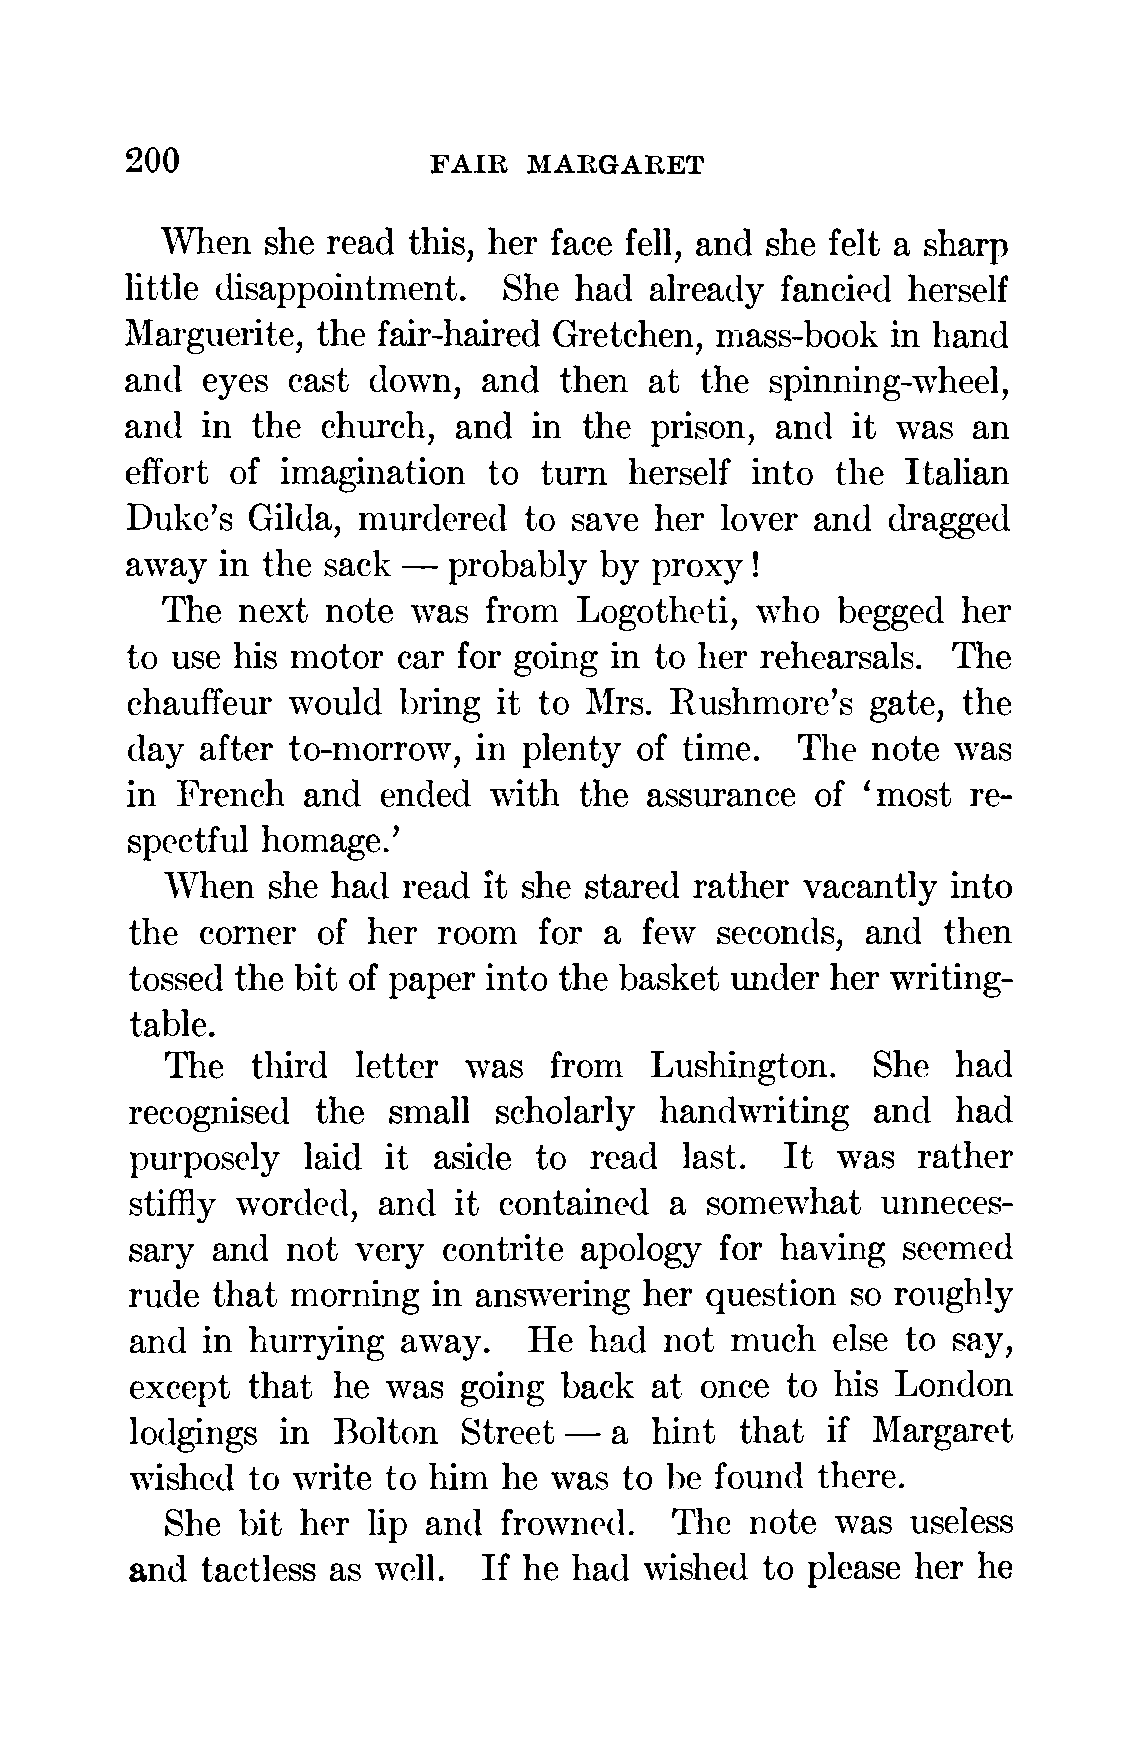 200 FAIR MARGARET
When she read this, her face fell, and she felt a sharp
little disappointment. She had already fancied herself
Marguerite, the fair-haired Gretchen, mass-book in hand
and eyes cast down, and then at the spinning-wheel,
and in the church, and in the prison, and it was an
effort of imagination to turn herself into the Italian
Duke's Gilda, murdered to save her lover and dragged
away in the sack — probably by proxy!
The next note was from Logotheti, who begged her
to use his motor car for going in to her rehearsals. The
chauffeur would bring it to Mrs. Rushmore's gate, the
day after to-morrow, in plenty of time. The note was
in French and ended with the assurance of 'most re-
spectful homage.'
When she had read it she stared rather vacantly into
the corner of her room for a few seconds, and then
tossed the bit of paper into the basket under her writing-
table.
The third letter was from Lushington. She had
recognised the small scholarly handwriting and had
purposely laid it aside to read last. It was rather
stiffly worded, and it contained a somewhat unneces-
sary and not very contrite apology for having seemed
rude that morning in answering her question so roughly
and in hurrying away. He had not much else to say,
except that he was going back at once to his London
lodgings in Bolton Street — a hint that if Margaret
wished to write to him he was to be found there.
She bit her lip and frowned. The note was useless
and tactless as well. If he had wished to please her he